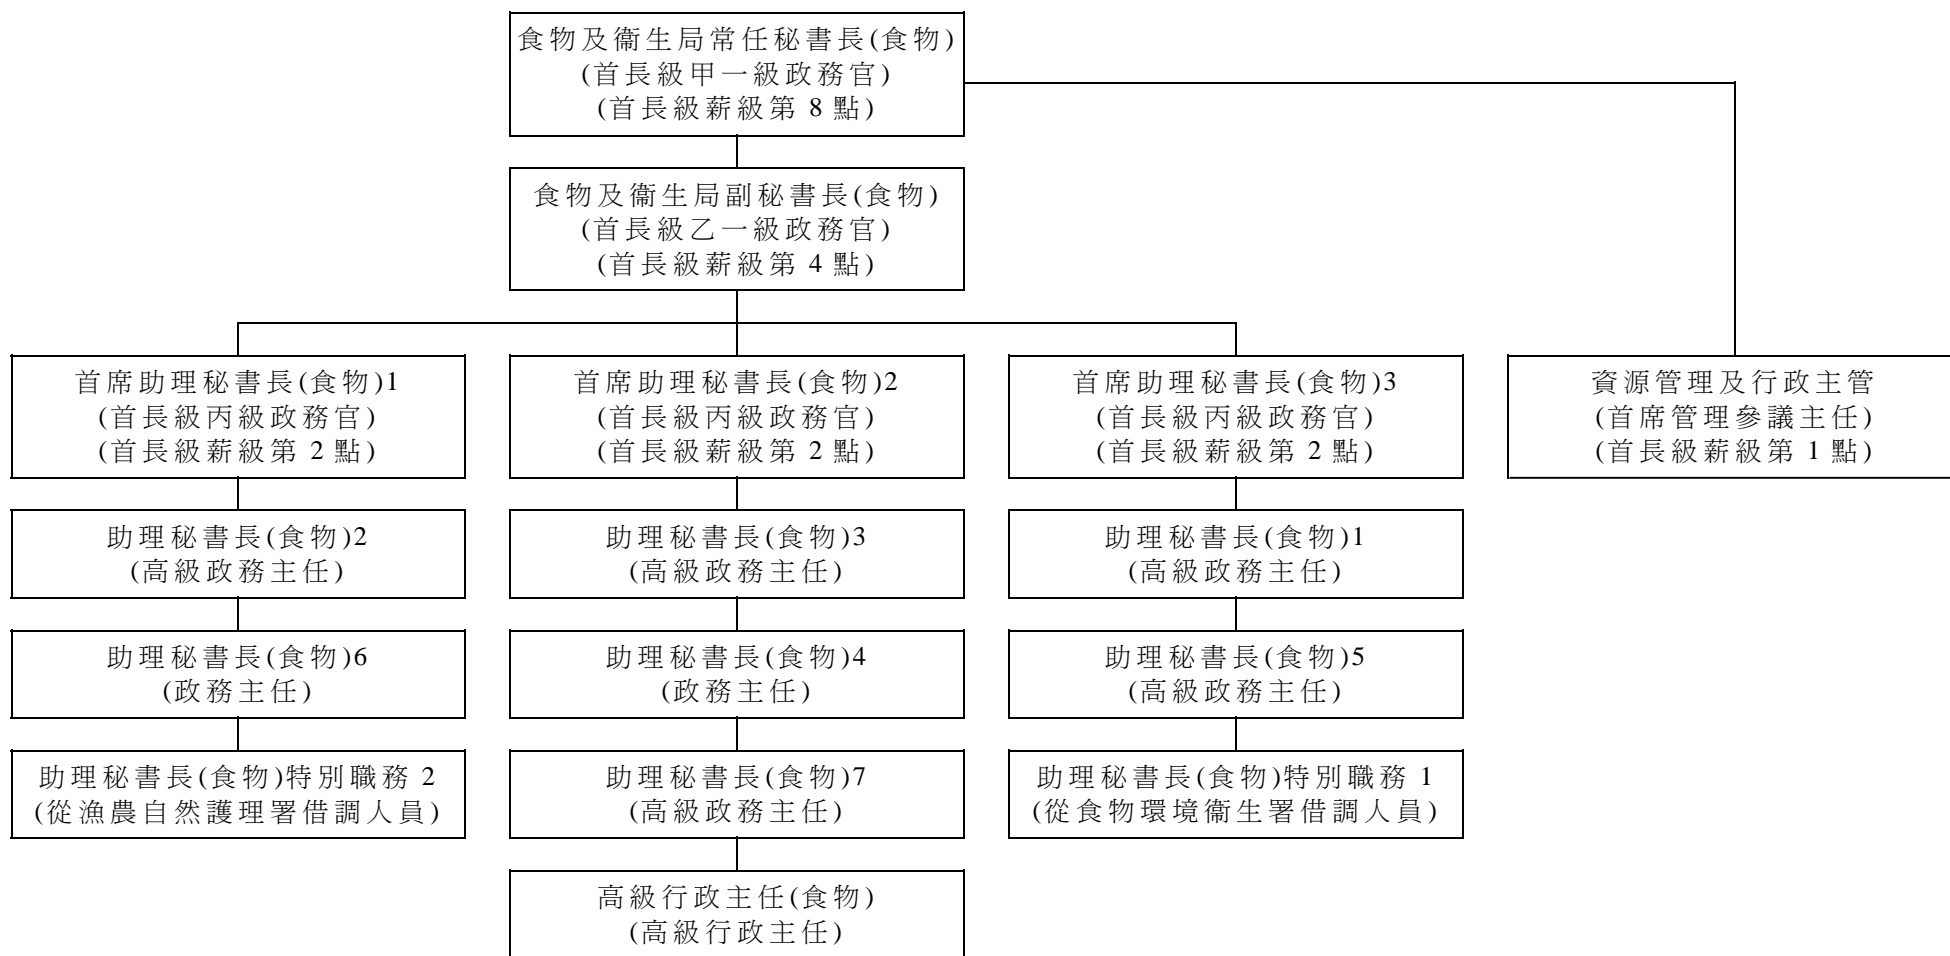 食物及衞生局常任秘書長(食物)
(首長級甲一級政務官)
(首長級薪級第 8 點)
食物及衞生局副秘書長(食物)
(首長級乙一級政務官)
(首長級薪級第 4 點)
首席助理秘書長(食物)1
(首長級丙級政務官)
(首長級薪級第 2 點)
首席助理秘書長(食物)2
(首長級丙級政務官)
(首長級薪級第 2 點)
首席助理秘書長(食物)3
(首長級丙級政務官)
(首長級薪級第 2 點)
資源管理及行政主管
(首席管理參議主任)
(首長級薪級第 1 點)
助理秘書長(食物)2
(高級政務主任)
助理秘書長(食物)3
(高級政務主任)
助理秘書長(食物)1
(高級政務主任)
助理秘書長(食物)6
(政務主任)
助理秘書長(食物)4
(政務主任)
助理秘書長(食物)5
(高級政務主任)
助理秘書長(食物)特別職務 2
(從漁農自然護理署借調人員)
助理秘書長(食物)7
(高級政務主任)
助理秘書長(食物)特別職務 1
(從食物環境衞生署借調人員)
高級行政主任(食物)
(高級行政主任)